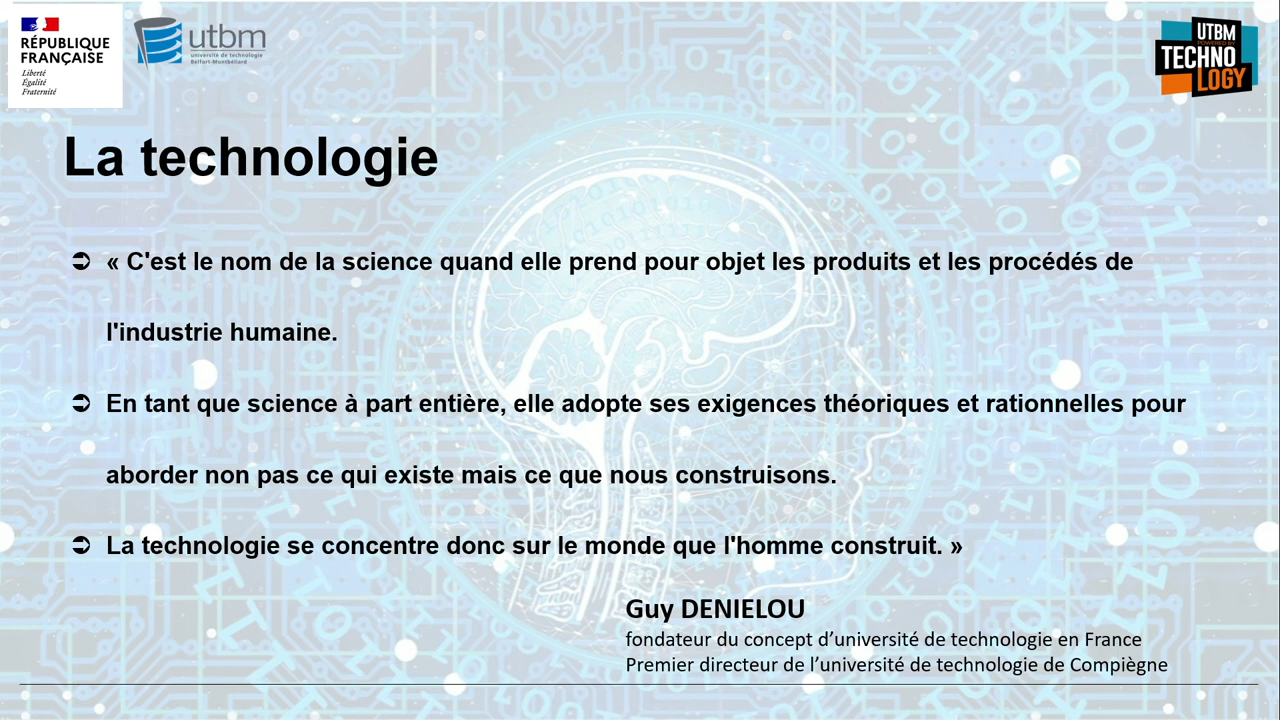 RÉPUBLIQUE
FRANÇAISE
Liberté
Égalité
Fraternité
utbm
université de technologie
Belfort-Montbéliard
UTBM
POWERED BY
TECHNO
LOGY
La technologie
➲ « C'est le nom de la science quand elle prend pour objet les produits et les procédés de
l'industrie humaine.
➲ En tant que science à part entière, elle adopte ses exigences théoriques et rationnelles pour
aborder non pas ce qui existe mais ce que nous construisons.
➲ La technologie se concentre donc sur le monde que l'homme construit. »
Guy DENIELOU
fondateur du concept d’université de technologie en France
Premier directeur de l’université de technologie de Compiègne